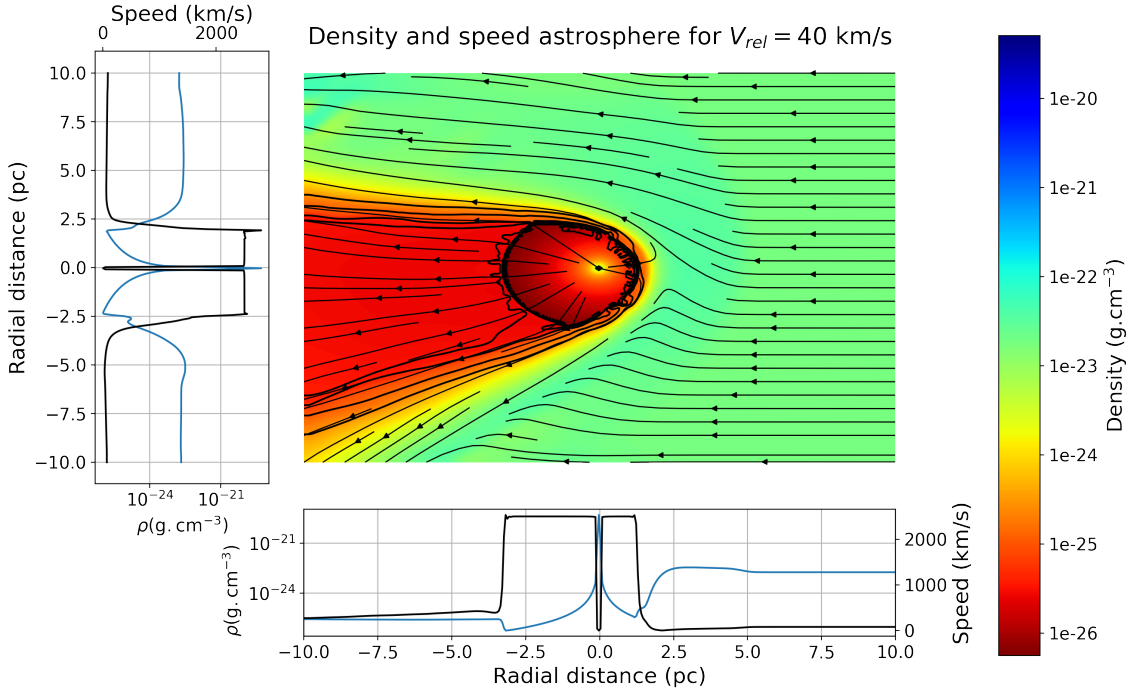 Density and speed astrosphere for V_rel = 40 km/s
Speed (km/s)
0 2000
Radial distance (pc)
10.0
7.5
5.0
2.5
0.0
−2.5
−5.0
−7.5
−10.0
10⁻²⁴ 10⁻²¹
ρ(g. cm⁻³)
ρ(g. cm⁻³)
10⁻²¹
10⁻²⁴
2000
1000
0
Speed (km/s)
−10.0 −7.5 −5.0 −2.5 0.0 2.5 5.0 7.5 10.0
Radial distance (pc)
1e-20
1e-21
1e-22
1e-23
1e-24
1e-25
1e-26
Density (g.cm⁻³)